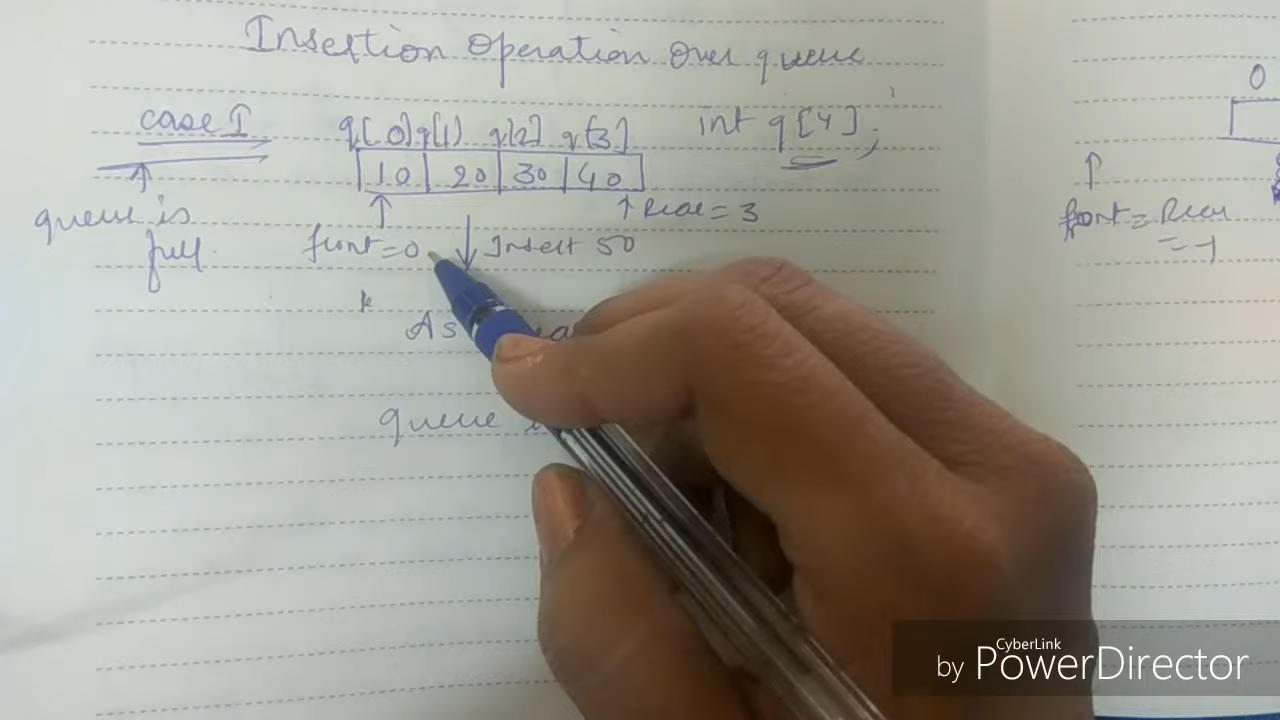 Insertion Operation Over queue
case I
q[0] q[1] q[2] q[3]
int q[4];
10 20 30 40
queue is
full.
front=0
Rear=3
Insert 50
As
queue
0
front=Rear
=-1
CyberLink
by PowerDirector